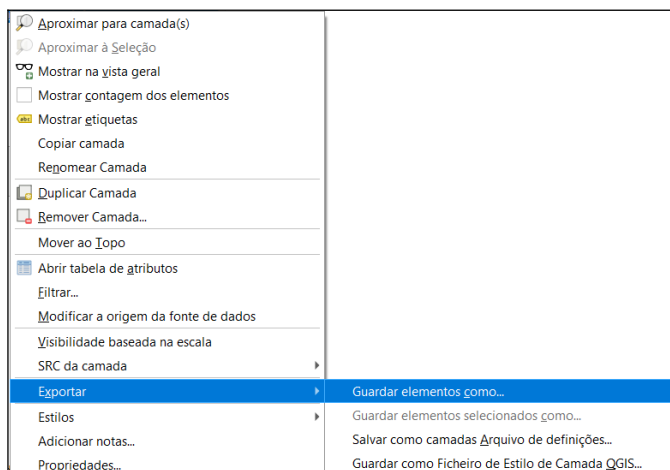 Aproximar para camada(s)
Aproximar à Seleção
Mostrar na vista geral
Mostrar contagem dos elementos
abc Mostrar etiquetas
Copiar camada
Renomear Camada
Duplicar Camada
Remover Camada...
Mover ao Topo
Abrir tabela de atributos
Filtrar...
Modificar a origem da fonte de dados
Visibilidade baseada na escala
SRC da camada
Exportar
Guardar elementos como...
Estilos
Guardar elementos selecionados como...
Adicionar notas...
Salvar como camadas Arquivo de definições...
Propriedades...
Guardar como Ficheiro de Estilo de Camada QGIS...